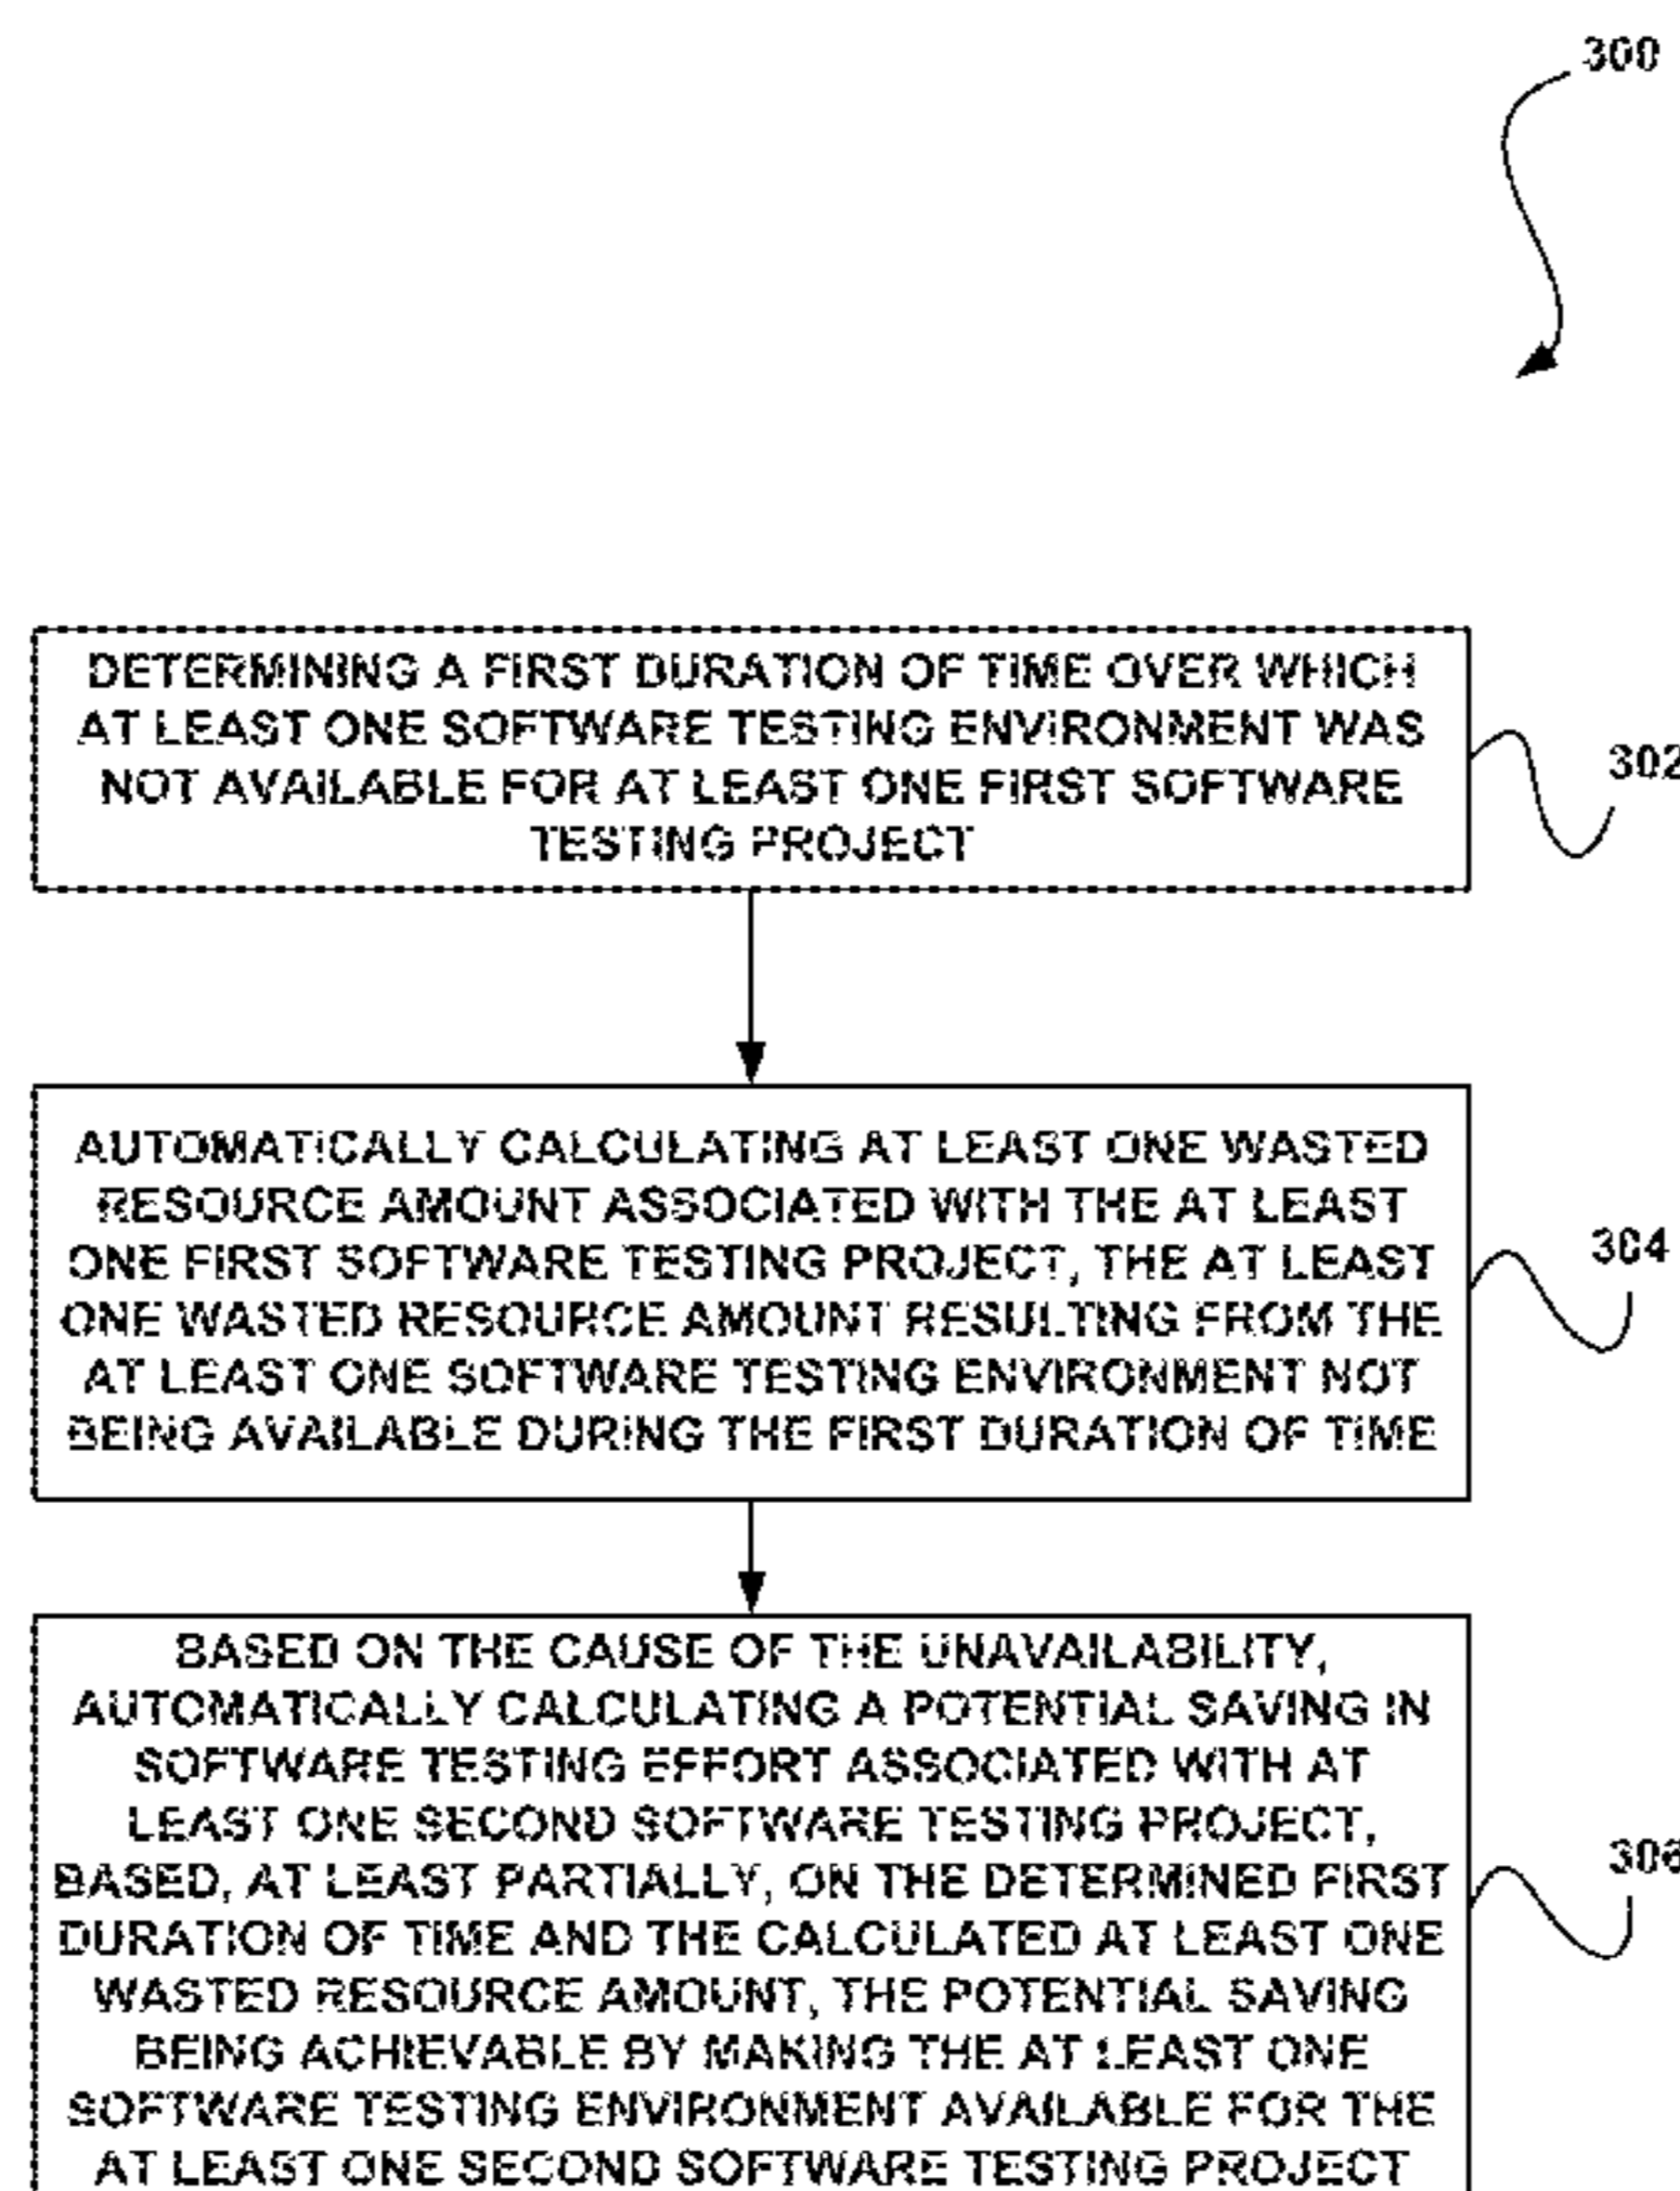 300
DETERMINING A FIRST DURATION OF TIME OVER WHICH
AT LEAST ONE SOFTWARE TESTING ENVIRONMENT WAS
NOT AVAILABLE FOR AT LEAST ONE FIRST SOFTWARE
TESTING PROJECT
302
AUTOMATICALLY CALCULATING AT LEAST ONE WASTED
RESOURCE AMOUNT ASSOCIATED WITH THE AT LEAST
ONE FIRST SOFTWARE TESTING PROJECT, THE AT LEAST
ONE WASTED RESOURCE AMOUNT RESULTING FROM THE
AT LEAST ONE SOFTWARE TESTING ENVIRONMENT NOT
BEING AVAILABLE DURING THE FIRST DURATION OF TIME
304
BASED ON THE CAUSE OF THE UNAVAILABILITY,
AUTOMATICALLY CALCULATING A POTENTIAL SAVING IN
SOFTWARE TESTING EFFORT ASSOCIATED WITH AT
LEAST ONE SECOND SOFTWARE TESTING PROJECT,
BASED, AT LEAST PARTIALLY, ON THE DETERMINED FIRST
DURATION OF TIME AND THE CALCULATED AT LEAST ONE
WASTED RESOURCE AMOUNT, THE POTENTIAL SAVING
BEING ACHIEVABLE BY MAKING THE AT LEAST ONE
SOFTWARE TESTING ENVIRONMENT AVAILABLE FOR THE
AT LEAST ONE SECOND SOFTWARE TESTING PROJECT
306